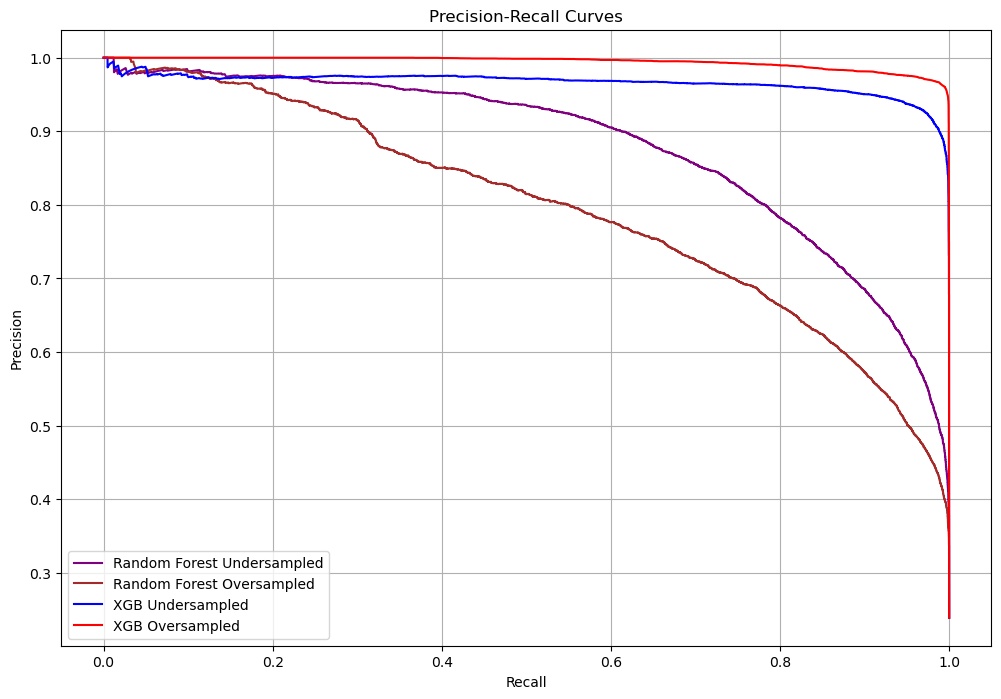 Precision-Recall Curves
Precision
1.0
0.9
0.8
0.7
0.6
0.5
0.4
0.3
Random Forest Undersampled
Random Forest Oversampled
XGB Undersampled
XGB Oversampled
0.0 0.2 0.4 0.6 0.8 1.0
Recall